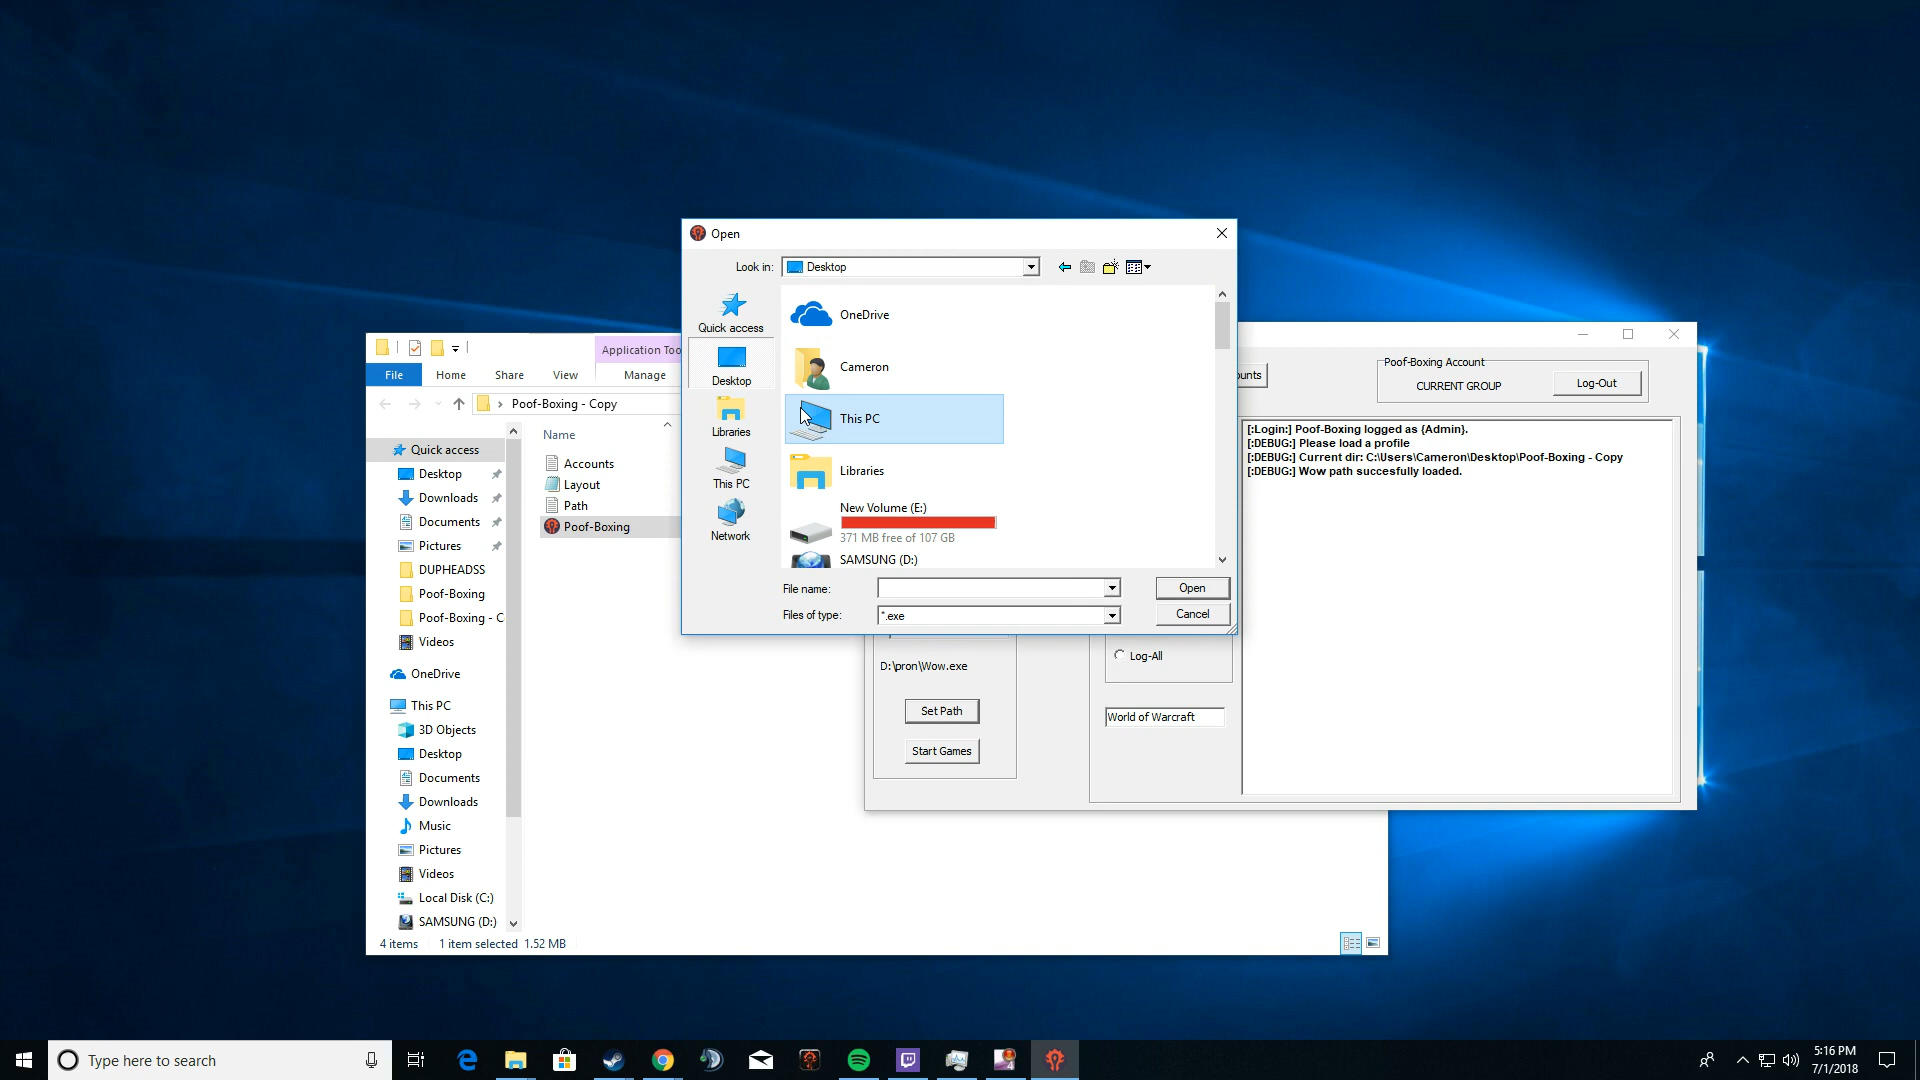 Open
Look in:
Desktop
Quick access
Desktop
Libraries
This PC
Network
OneDrive
Cameron
This PC
Libraries
New Volume (E:)
371 MB free of 107 GB
SAMSUNG (D:)
File name:
Open
Files of type:
*.exe
Cancel
Application Too
File
Home
Share
View
Manage
Poof-Boxing - Copy
Name
Accounts
Layout
Path
Poof-Boxing
Quick access
Desktop
Downloads
Documents
Pictures
DUPHEADSS
Poof-Boxing
Poof-Boxing - C
Videos
OneDrive
This PC
3D Objects
Desktop
Documents
Downloads
Music
Pictures
Videos
Local Disk (C:)
SAMSUNG (D:)
4 items
1 item selected 1.52 MB
unts
Poof-Boxing Account
CURRENT GROUP
Log-Out
[:Login:] Poof-Boxing logged as {Admin}.
[:DEBUG:] Please load a profile
[:DEBUG:] Current dir: C:\Users\Cameron\Desktop\Poof-Boxing - Copy
[:DEBUG:] Wow path succesfully loaded.
Log-All
D:\pron\Wow.exe
Set Path
World of Warcraft
Start Games
Type here to search
4
5:16 PM
7/1/2018